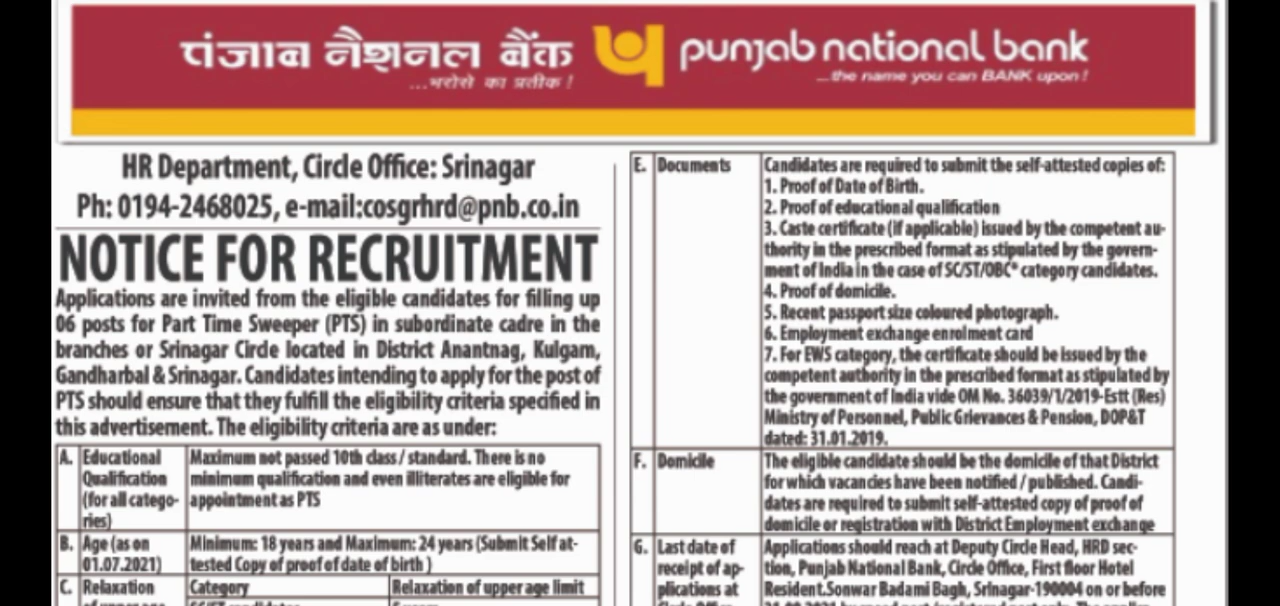 पंजाब नैशनल बैंक
...भरोसे का प्रतीक !
punjab national bank
...the name you can BANK upon !
HR Department, Circle Office: Srinagar
Ph: 0194-2468025, e-mail:cosgrhrd@pnb.co.in
NOTICE FOR RECRUITMENT
Applications are invited from the eligible candidates for filling up
06 posts for Part Time Sweeper (PTS) in subordinate cadre in the
branches or Srinagar Circle located in District Anantnag, Kulgam,
Gandharbal & Srinagar. Candidates intending to apply for the post of
PTS should ensure that they fulfill the eligibility criteria specified in
this advertisement. The eligibility criteria are as under:
A. Educational Qualification (for all catego-ries)
Maximum not passed 10th class / standard. There is no
minimum qualification and even illiterates are eligible for
appointment as PTS
B. Age (as on 01.07.2021)
Minimum: 18 years and Maximum: 24 years (Submit Self at-
tested Copy of proof of date of birth )
C. Relaxation of upper age
Category
Relaxation of upper age limit
SC/ST candidates
5 years
E. Documents
Candidates are required to submit the self-attested copies of:
1. Proof of Date of Birth.
2. Proof of educational qualification
3. Caste certificate (if applicable) issued by the competent au-
thority in the prescribed format as stipulated by the govern-
ment of India in the case of SC/ST/OBC* category candidates.
4. Proof of domicile.
5. Recent passport size coloured photograph.
6. Employment exchange enrolment card
7. For EWS category, the certificate should be issued by the
competent authority in the prescribed format as stipulated by
the government of India vide OM No. 36039/1/2019-Estt (Res)
Ministry of Personnel, Public Grievances & Pension, DOP&T
dated: 31.01.2019.
F. Domicile
The eligible candidate should be the domicile of that District
for which vacancies have been notified / published. Candi-
dates are required to submit self-attested copy of proof of
domicile or registration with District Employment exchange
G. Last date of receipt of ap-plications at
Applications should reach at Deputy Circle Head, HRD sec-
tion, Punjab National Bank, Circle Office, First floor Hotel
Resident.Sonwar Badami Bagh, Srinagar-190004 on or before